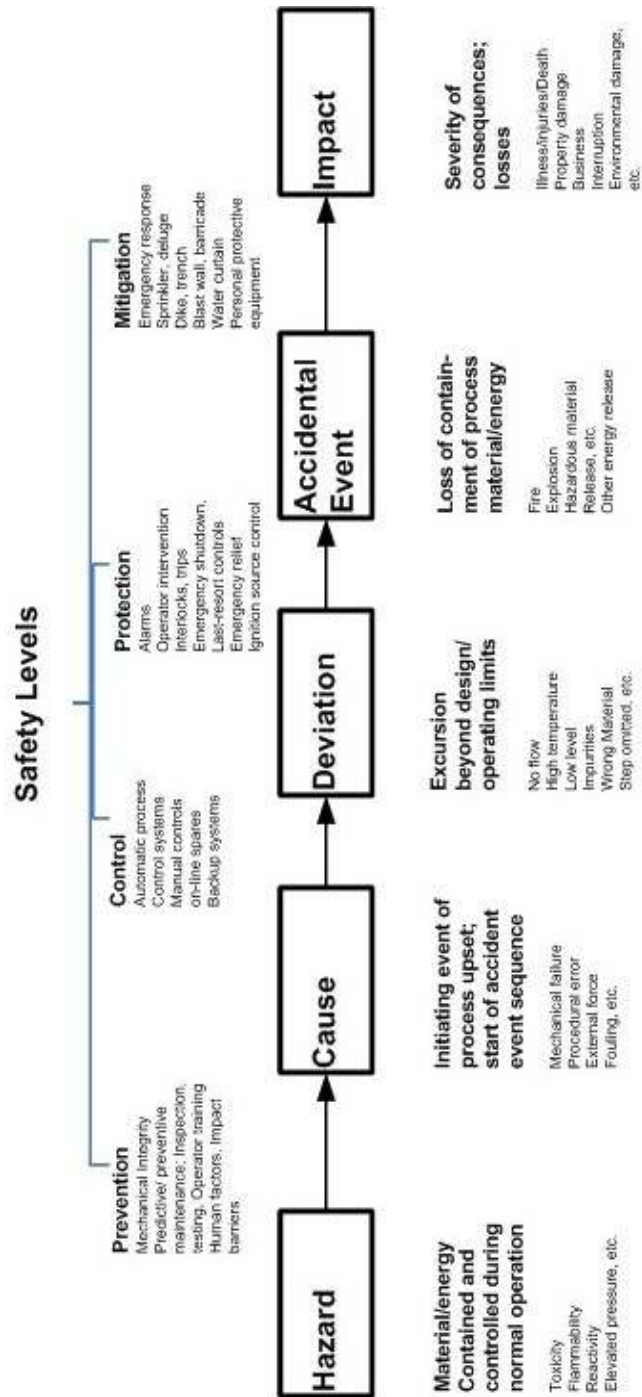 Safety Levels
Prevention
Mechanical Integrity
Predictive/ preventive
maintenance; Inspection,
testing. Operator training
Human factors. Impact
barriers
Control
Automatic process
Control systems
Manual controls
on-line spares
Backup systems
Protection
Alarms
Operator intervention
Interlocks, trips
Emergency shutdown,
Last-resort controls
Emergency relief
Ignition source control
Mitigation
Emergency response
Sprinkler, deluge
Dike, trench
Blast wall, barricade
Water curtain
Personal protective
equipment
Hazard
Cause
Deviation
Accidental
Event
Impact
Material/energy
Contained and
controlled during
normal operation
Toxicity
Flammability
Reactivity
Elevated pressure, etc.
Initiating event of
process upset;
start of accident
event sequence
Mechanical failure
Procedural error
External force
Fouling, etc.
Excursion
beyond design/
operating limits
No flow
High temperature
Low level
Impurities
Wrong Material
Step omitted, etc.
Loss of contain-
ment of process
material/energy
Fire
Explosion
Hazardous material
Release, etc.
Other energy release
Severity of
consequences;
losses
Illness/injuries/Death
Property damage
Business
Interruption
Environmental damage,
etc.